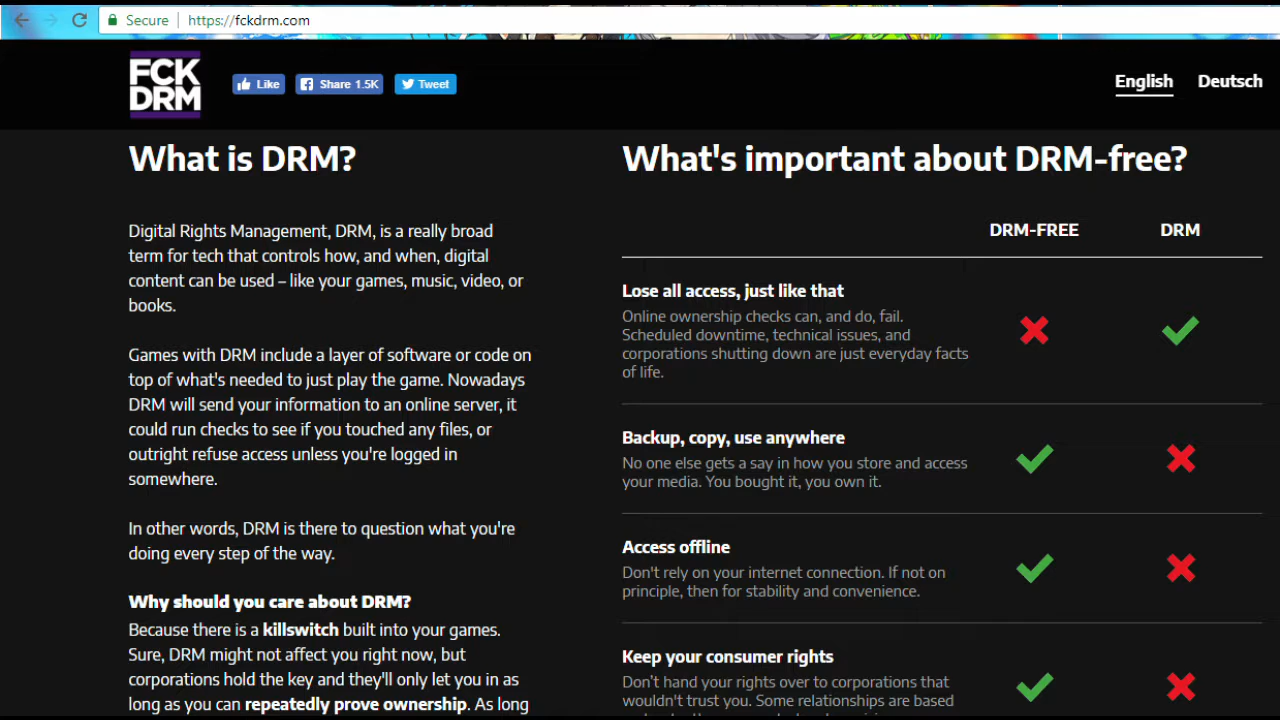 Secure
https://fckdrm.com
FCK
DRM
Like
Share 1.5K
Tweet
English
Deutsch
What is DRM?
Digital Rights Management, DRM, is a really broad
term for tech that controls how, and when, digital
content can be used – like your games, music, video, or
books.
Games with DRM include a layer of software or code on
top of what's needed to just play the game. Nowadays
DRM will send your information to an online server, it
could run checks to see if you touched any files, or
outright refuse access unless you're logged in
somewhere.
In other words, DRM is there to question what you're
doing every step of the way.
Why should you care about DRM?
Because there is a killswitch built into your games.
Sure, DRM might not affect you right now, but
corporations hold the key and they'll only let you in as
long as you can repeatedly prove ownership. As long
What's important about DRM-free?
DRM-FREE
DRM
Lose all access, just like that
Online ownership checks can, and do, fail.
Scheduled downtime, technical issues, and
corporations shutting down are just everyday facts
of life.
Backup, copy, use anywhere
No one else gets a say in how you store and access
your media. You bought it, you own it.
Access offline
Don't rely on your internet connection. If not on
principle, then for stability and convenience.
Keep your consumer rights
Don't hand your rights over to corporations that
wouldn't trust you. Some relationships are based